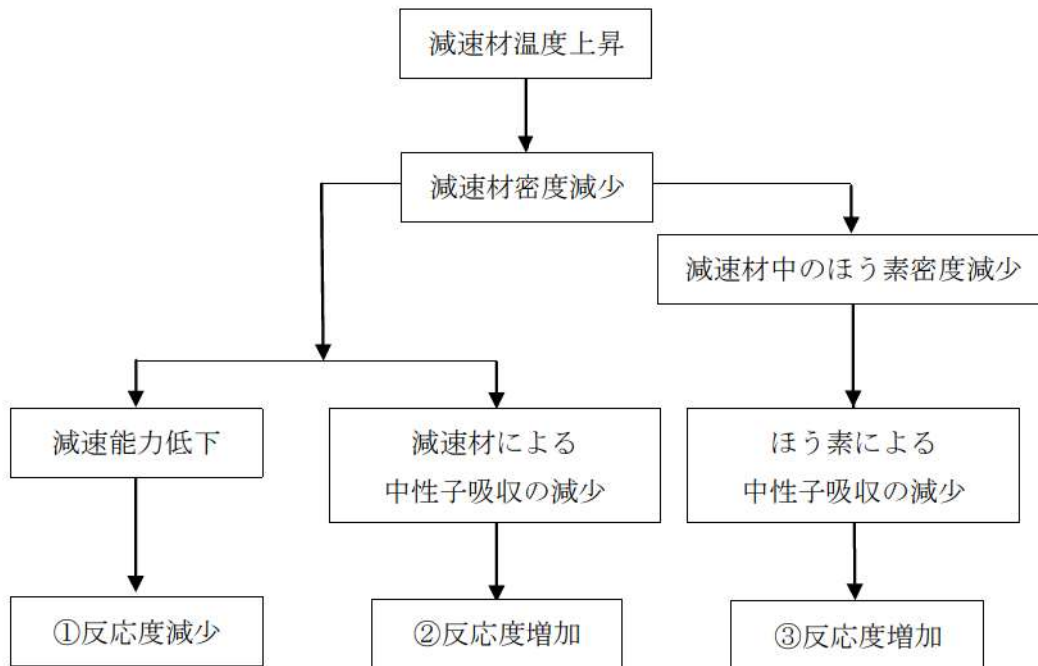 減速材温度上昇
減速材密度減少
減速材中のほう素密度減少
減速能力低下
減速材による
中性子吸収の減少
ほう素による
中性子吸収の減少
①反応度減少
②反応度増加
③反応度増加